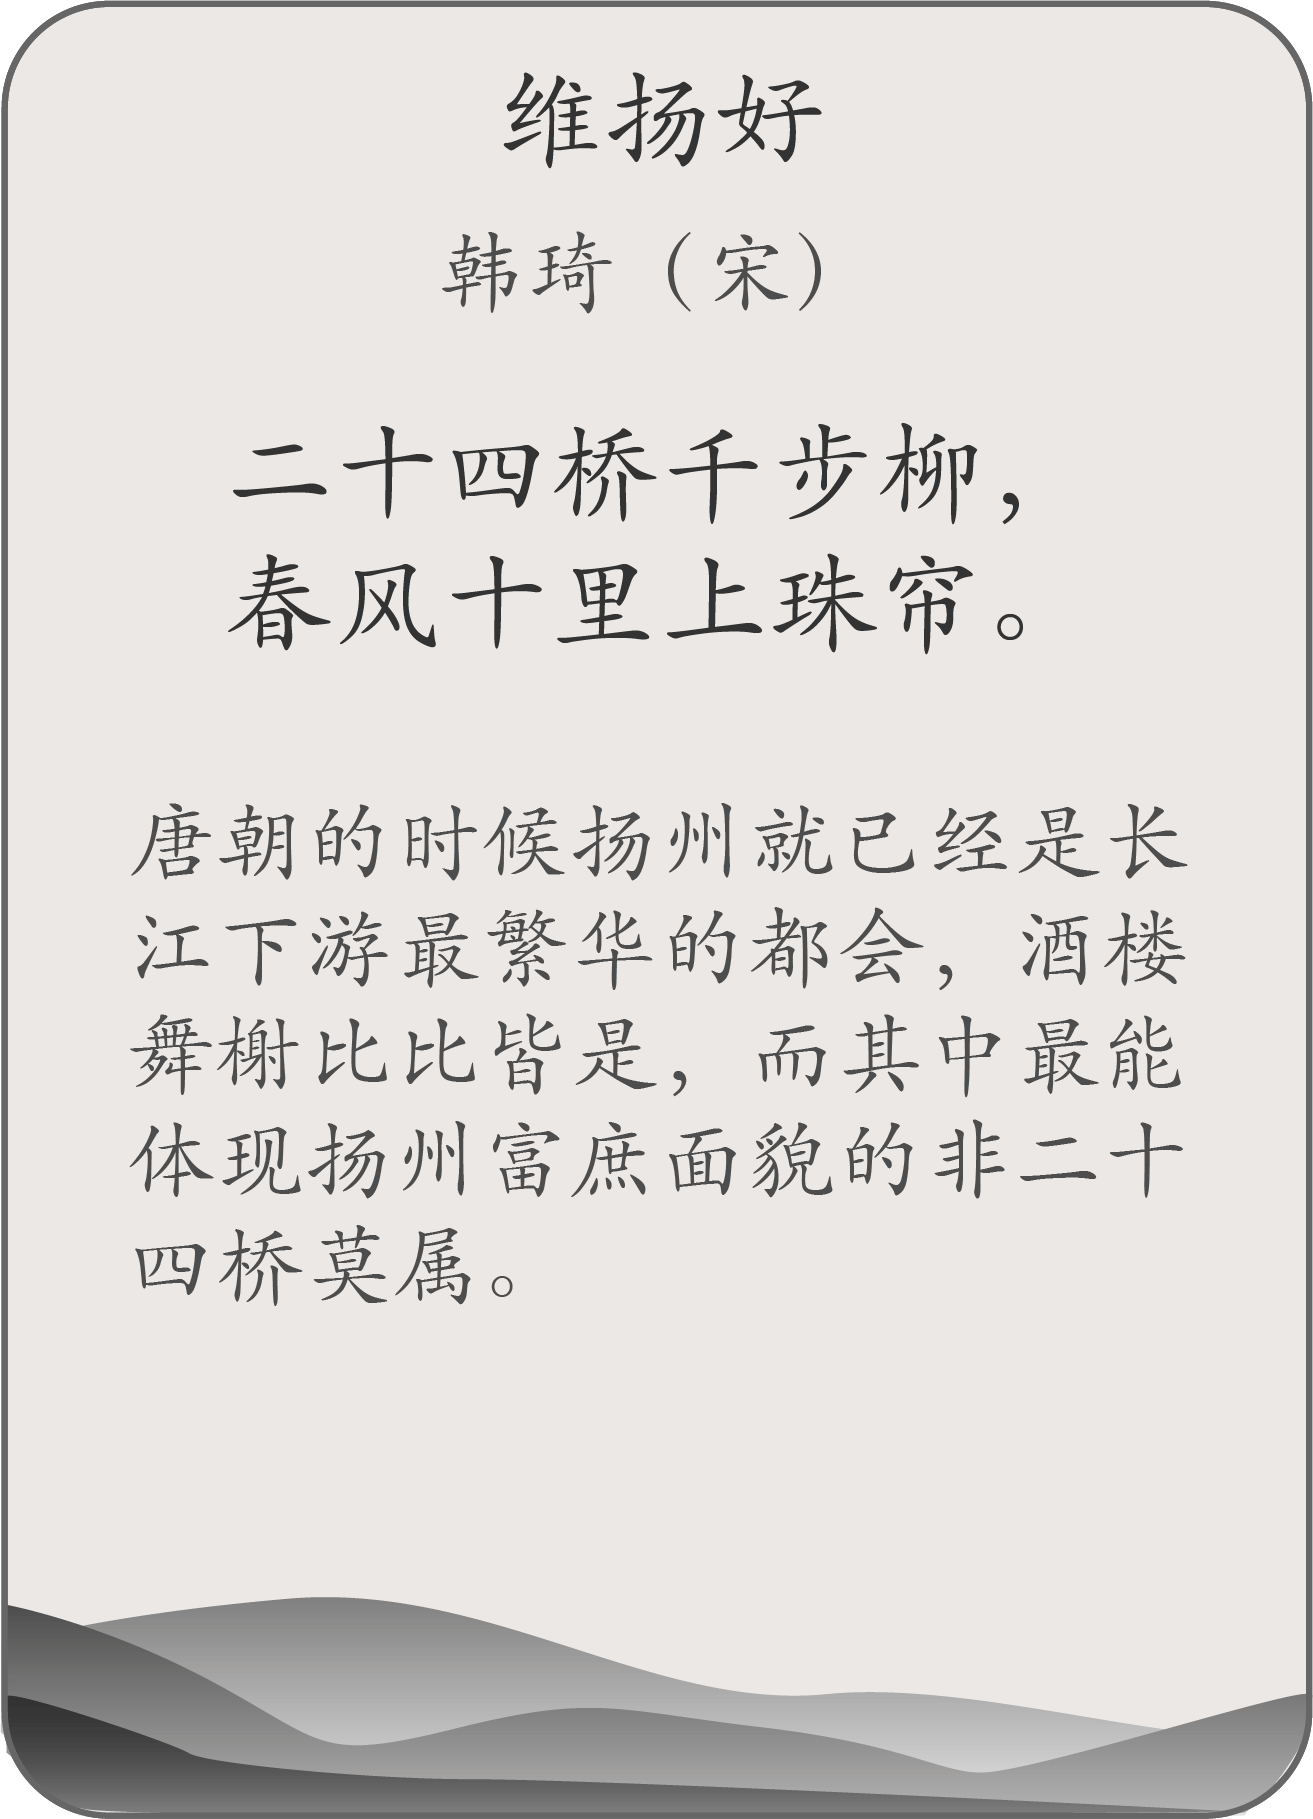 维扬好
韩琦（宋）
二十四桥千步柳，
春风十里上珠帘。
唐朝的时候扬州就已经是长
江下游最繁华的都会，酒楼
舞榭比比皆是，而其中最能
体现扬州富庶面貌的非二十
四桥莫属。